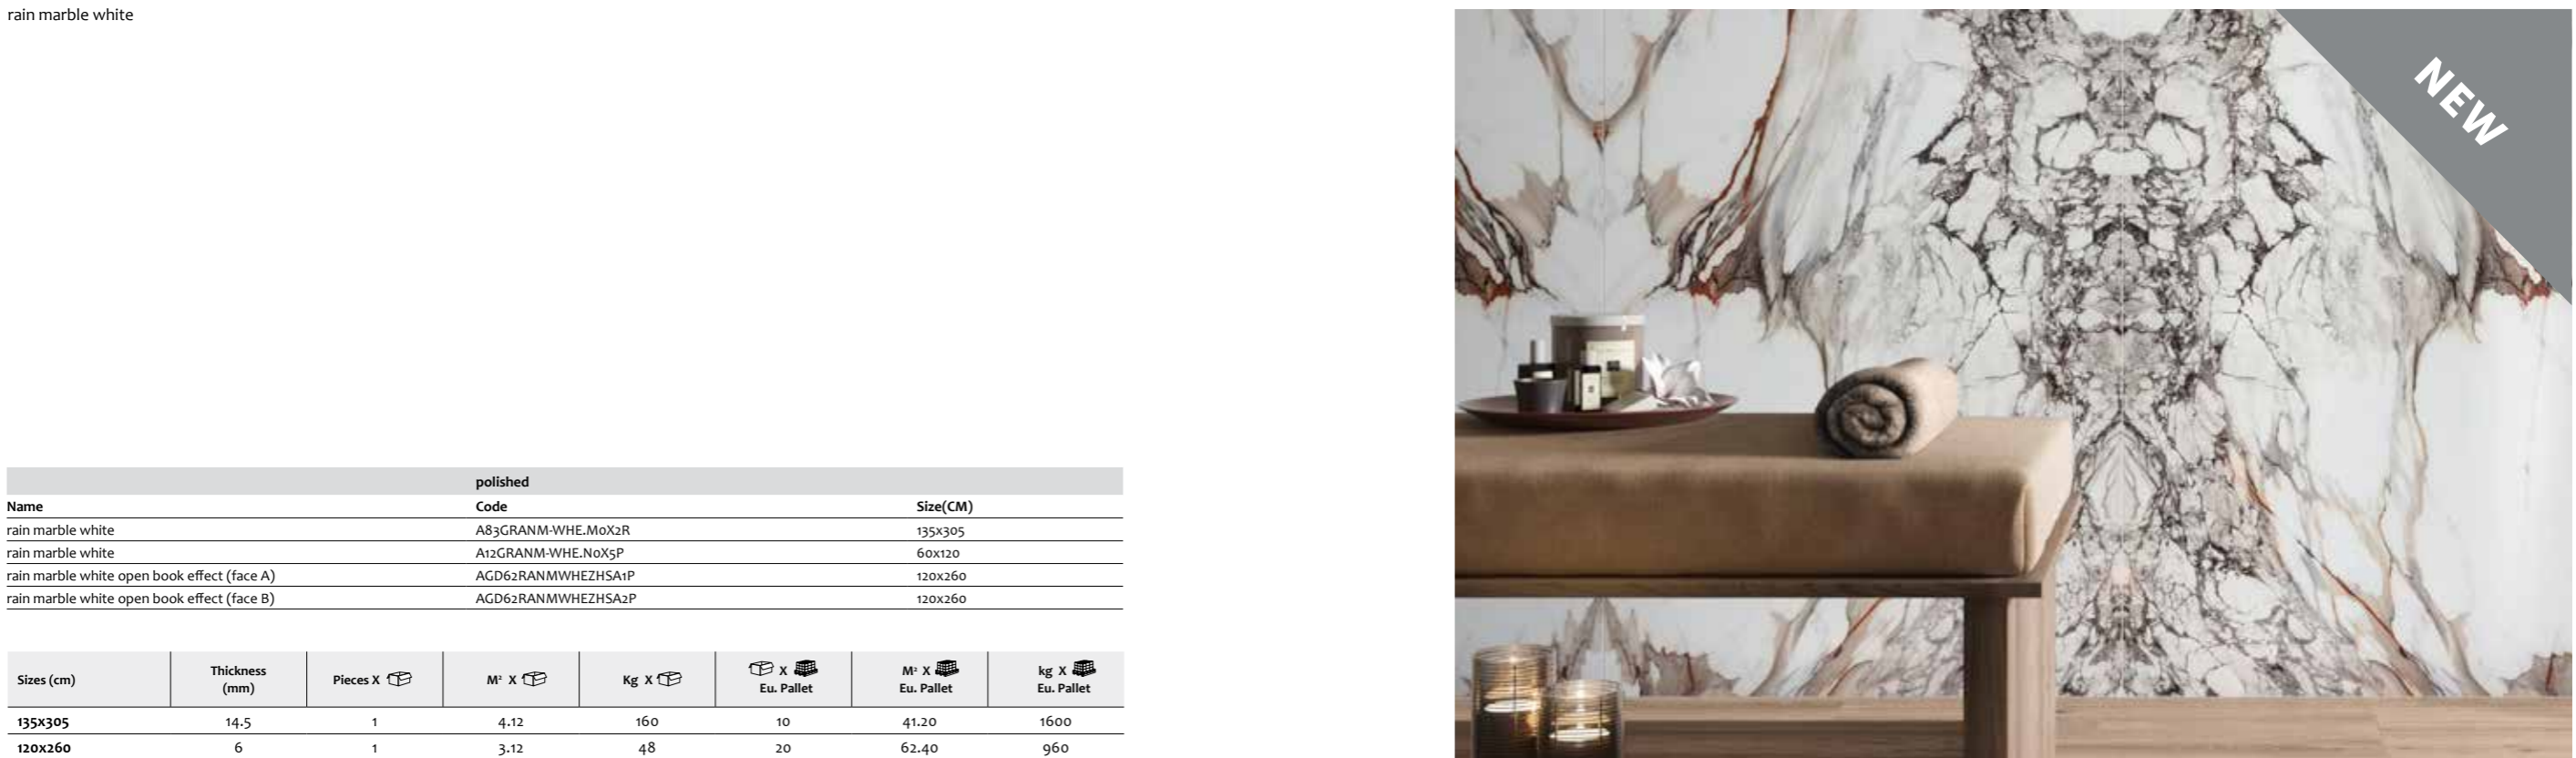 rain marble white
NEW
polished
Name Code Size(CM)
rain marble white A83GRANM-WHE.M0X2R 135x305
rain marble white A12GRANM-WHE.N0X5P 60x120
rain marble white open book effect (face A) AGD62RANMWHEZHSA1P 120x260
rain marble white open book effect (face B) AGD62RANMWHEZHSA2P 120x260
Sizes (cm) Thickness (mm) Pieces X M² X Kg X X Eu. Pallet M² X Eu. Pallet kg X Eu. Pallet
135x305 14.5 1 4.12 160 10 41.20 1600
120x260 6 1 3.12 48 20 62.40 960